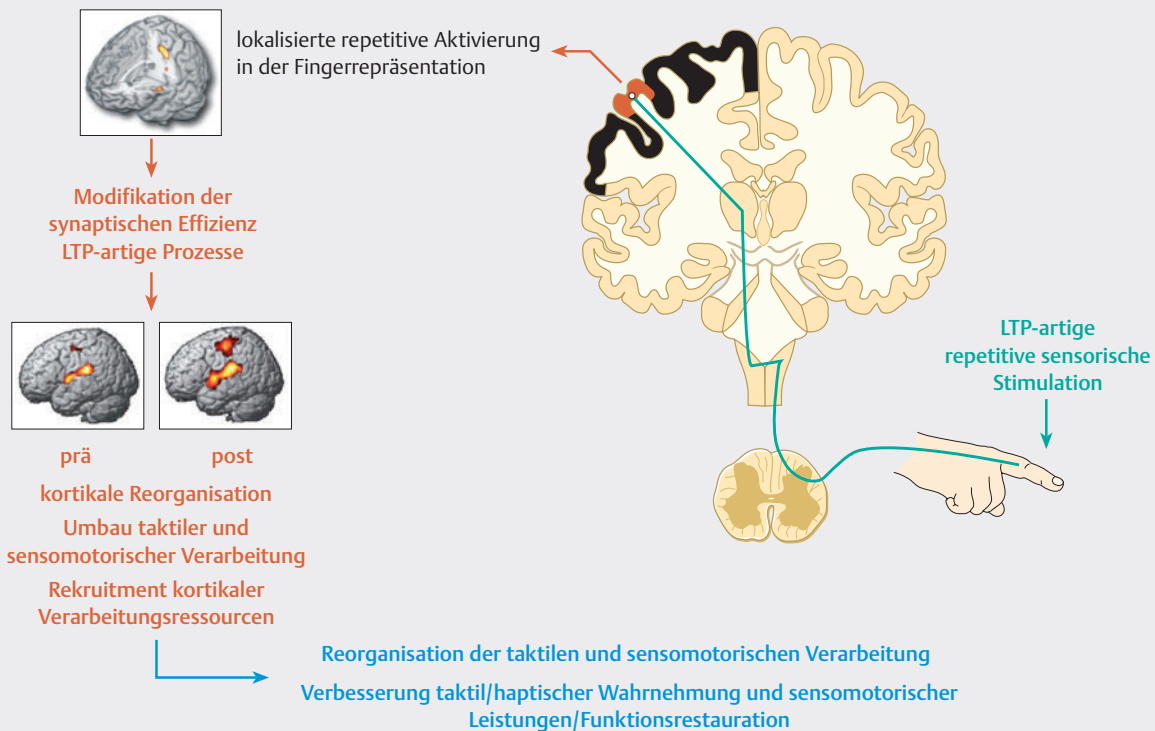 lokalisierte repetitive Aktivierung
in der Fingerrepräsentation
Modifikation der
synaptischen Effizienz
LTP-artige Prozesse
LTP-artige
repetitive sensorische
Stimulation
prä
post
kortikale Reorganisation
Umbau taktiler und
sensomotorischer Verarbeitung
Rekruitment kortikaler
Verarbeitungsressourcen
Reorganisation der taktilen und sensomotorischen Verarbeitung
Verbesserung taktil/haptischer Wahrnehmung und sensomotorischer
Leistungen/Funktionsrestauration